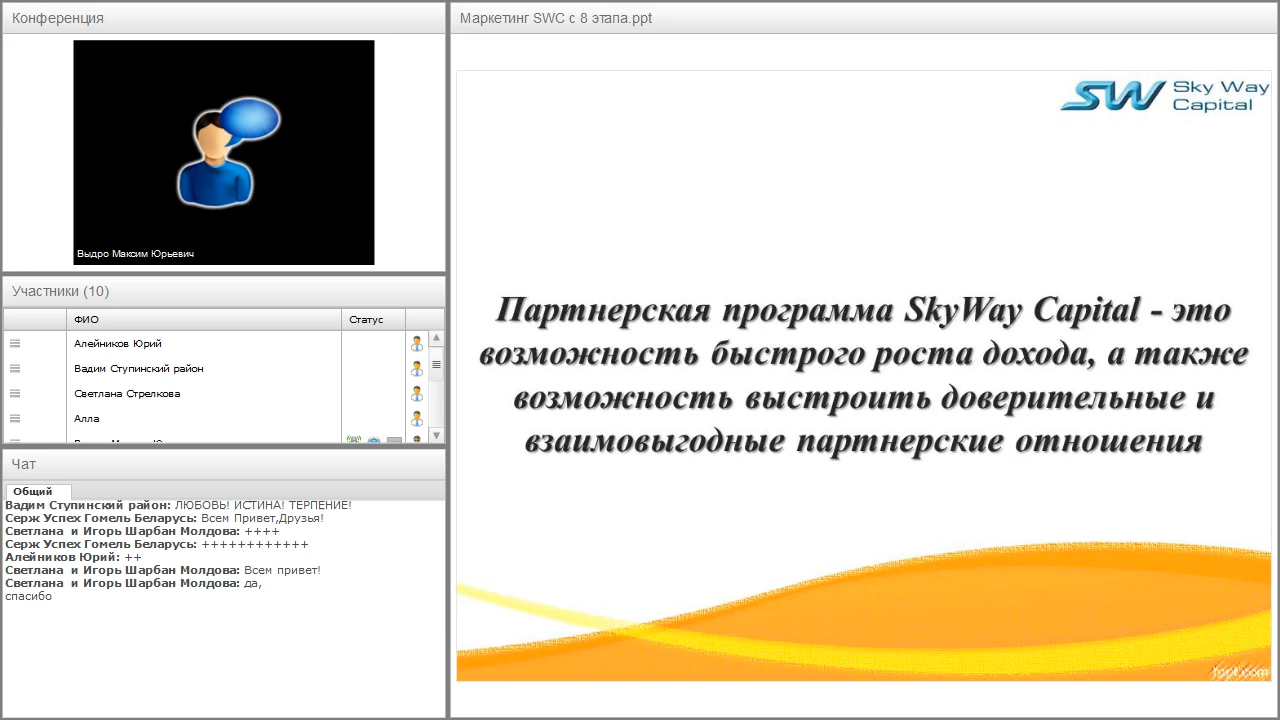 Конференция
Выдро Максим Юрьевич
Участники (10)
ФИО
Статус
Алейников Юрий
Вадим Ступинский район
Светлана Стрелкова
Алла
Чат
Общий
Вадим Ступинский район: ЛЮБОВЬ! ИСТИНА! ТЕРПЕНИЕ!
Серж Успех Гомель Беларусь: Всем Привет,Друзья!
Светлана и Игорь Шарбан Молдова: ++++
Серж Успех Гомель Беларусь: ++++++++++++
Алейников Юрий: ++
Светлана и Игорь Шарбан Молдова: Всем привет!
Светлана и Игорь Шарбан Молдова: да,
спасибо
Маркетинг SWC с 8 этапа.ppt
SW Sky Way
Capital
Партнерская программа SkyWay Capital - это
возможность быстрого роста дохода, а также
возможность выстроить доверительные и
взаимовыгодные партнерские отношения
fppt.com